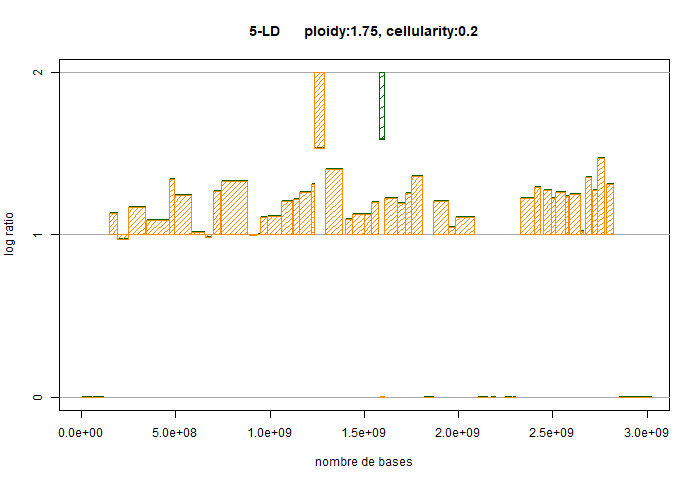 5-LD ploidy:1.75, cellularity:0.2
2
1
0
log ratio
0.0e+00 5.0e+08 1.0e+09 1.5e+09 2.0e+09 2.5e+09 3.0e+09
nombre de bases